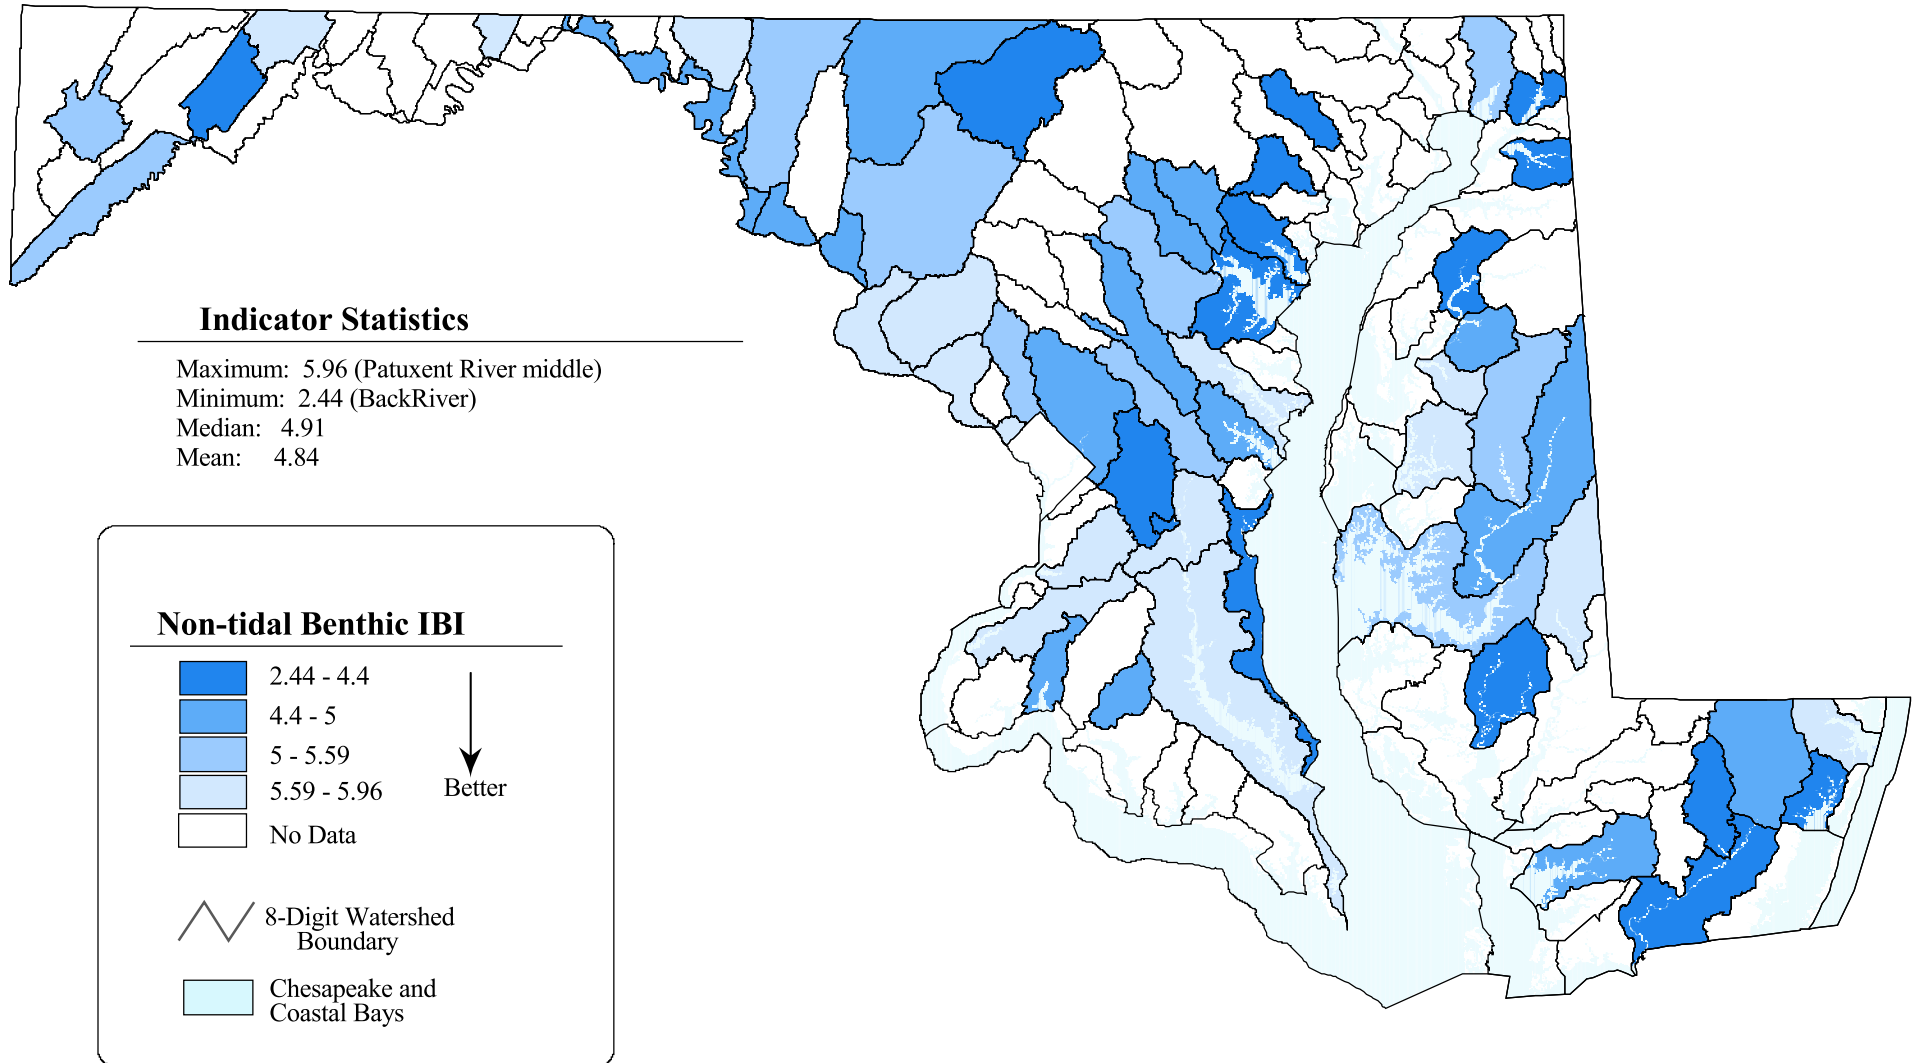 Indicator Statistics
Maximum: 5.96 (Patuxent River middle)
Minimum: 2.44 (BackRiver)
Median: 4.91
Mean: 4.84
Non-tidal Benthic IBI
2.44 - 4.4
4.4 - 5
5 - 5.59
5.59 - 5.96
Better
No Data
8-Digit Watershed
Boundary
Chesapeake and
Coastal Bays